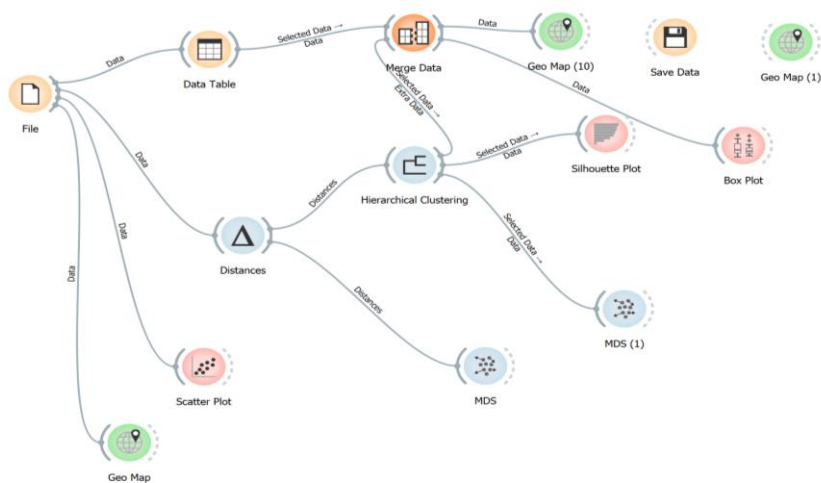 Selected Data →
Data
Data
Data
Data Table
Merge Data
Geo Map (10)
Save Data
Geo Map (1)
File
Selected Data →
Extra Data
Data
Data
Selected Data →
Data
Silhouette Plot
Box Plot
Distances
Hierarchical Clustering
Data
Data
Selected Data →
Data
Distances
Distances
MDS (1)
Scatter Plot
MDS
Geo Map